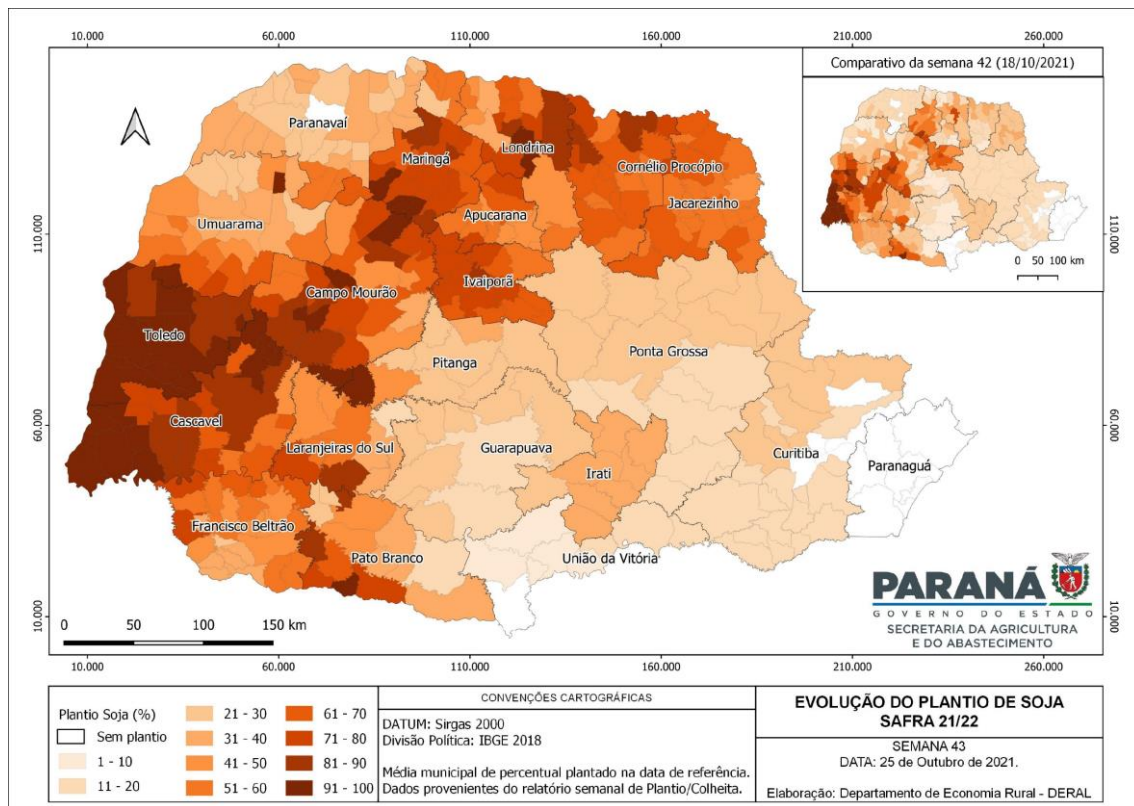 10.000 60.000 110.000 160.000 210.000 260.000
Comparativo da semana 42 (18/10/2021)
110.000
0 50 100 km
110.000
60.000
60.000
10.000
10.000
Paranavaí
Maringá
Londrina
Cornélio Procópio
Jacarezinho
Umuarama
Apucarana
Ivaiporã
Campo Mourão
Toledo
Pitanga
Ponta Grossa
Cascavel
Laranjeiras do Sul
Guarapuava
Irati
Curitiba
Paranaguá
Francisco Beltrão
Pato Branco
União da Vitória
PARANÁ
GOVERNO DO ESTADO
SECRETARIA DA AGRICULTURA
E DO ABASTECIMENTO
0 50 100 150 km
10.000 60.000 110.000 160.000 210.000 260.000
Plantio Soja (%)
Sem plantio
1 - 10
11 - 20
21 - 30
31 - 40
41 - 50
51 - 60
61 - 70
71 - 80
81 - 90
91 - 100
CONVENÇÕES CARTOGRÁFICAS
DATUM: Sirgas 2000
Divisão Política: IBGE 2018
Média municipal de percentual plantado na data de referência.
Dados provenientes do relatório semanal de Plantio/Colheita.
EVOLUÇÃO DO PLANTIO DE SOJA
SAFRA 21/22
SEMANA 43
DATA: 25 de Outubro de 2021.
Elaboração: Departamento de Economia Rural - DERAL